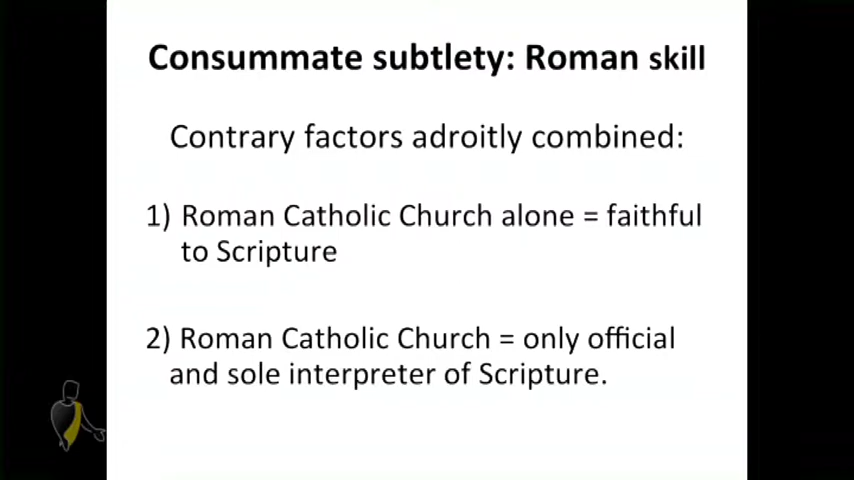 Consummate subtlety: Roman skill
Contrary factors adroitly combined:
1) Roman Catholic Church alone = faithful
to Scripture
2) Roman Catholic Church = only official
and sole interpreter of Scripture.